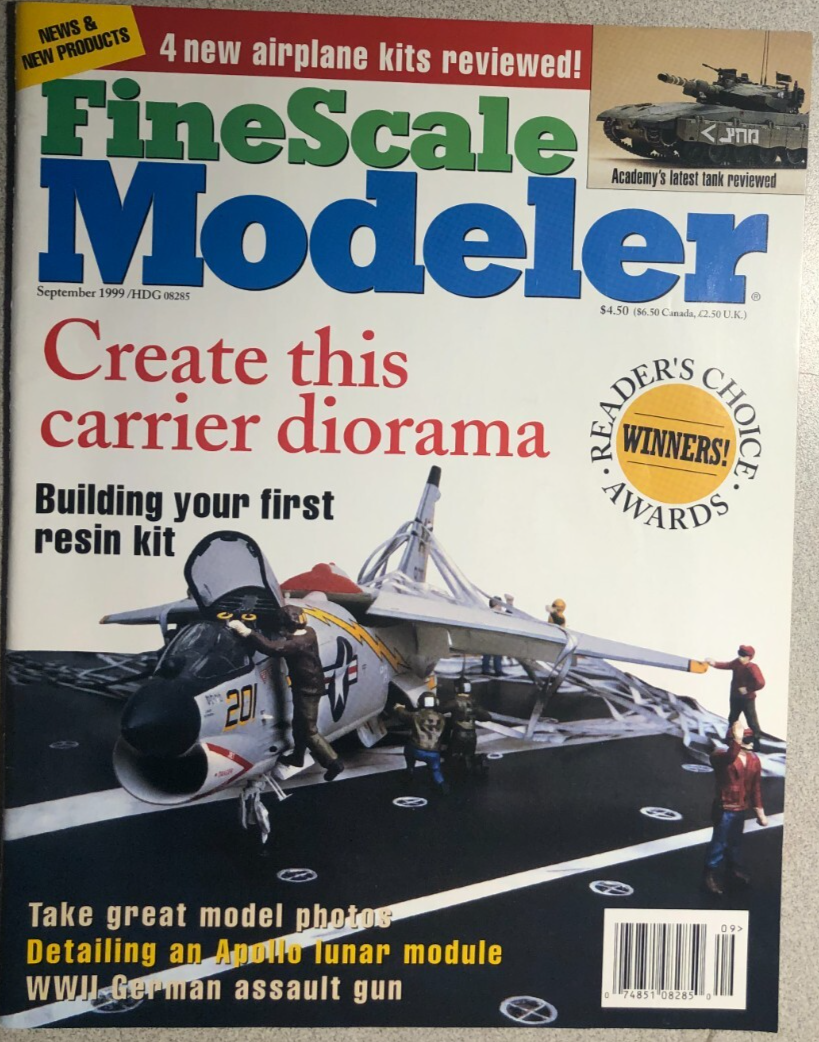 NEWS &
NEW PRODUCTS
4 new airplane kits reviewed!
FineScale
Modeler®
Academy's latest tank reviewed
September 1999/HDG 08285
$4.50 ($6.50 Canada, £2.50 U.K.)
Create this
carrier diorama
READER'S CHOICE
WINNERS!
AWARDS
Building your first
resin kit
201
Take great model photos
Detailing an Apollo lunar module
WWII German assault gun
09>
0 74851 08285 0